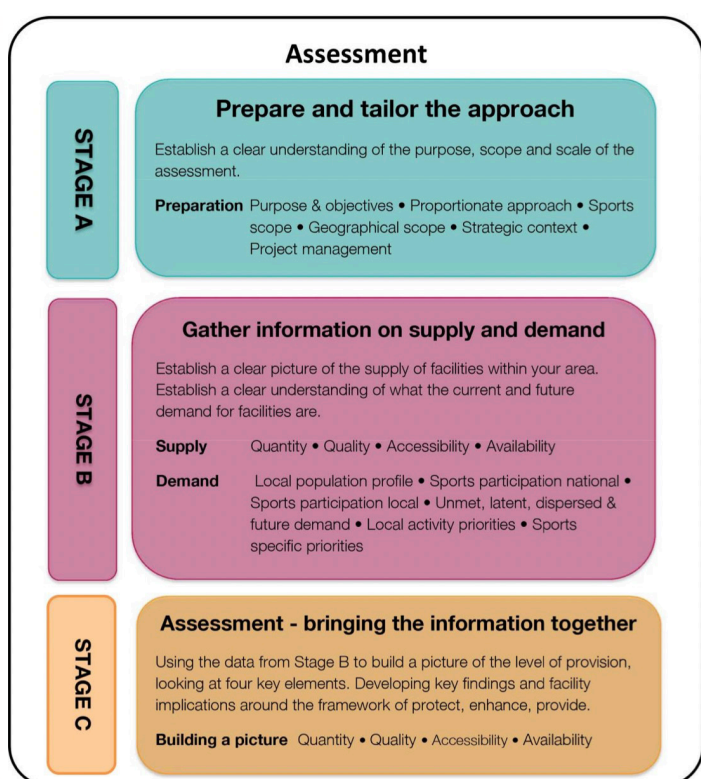 Assessment
STAGE A
Prepare and tailor the approach
Establish a clear understanding of the purpose, scope and scale of the
assessment.
Preparation Purpose & objectives • Proportionate approach • Sports
scope • Geographical scope • Strategic context •
Project management
STAGE B
Gather information on supply and demand
Establish a clear picture of the supply of facilities within your area.
Establish a clear understanding of what the current and future
demand for facilities are.
Supply Quantity • Quality • Accessibility • Availability
Demand Local population profile • Sports participation national •
Sports participation local • Unmet, latent, dispersed &
future demand • Local activity priorities • Sports
specific priorities
STAGE C
Assessment - bringing the information together
Using the data from Stage B to build a picture of the level of provision,
looking at four key elements. Developing key findings and facility
implications around the framework of protect, enhance, provide.
Building a picture Quantity • Quality • Accessibility • Availability